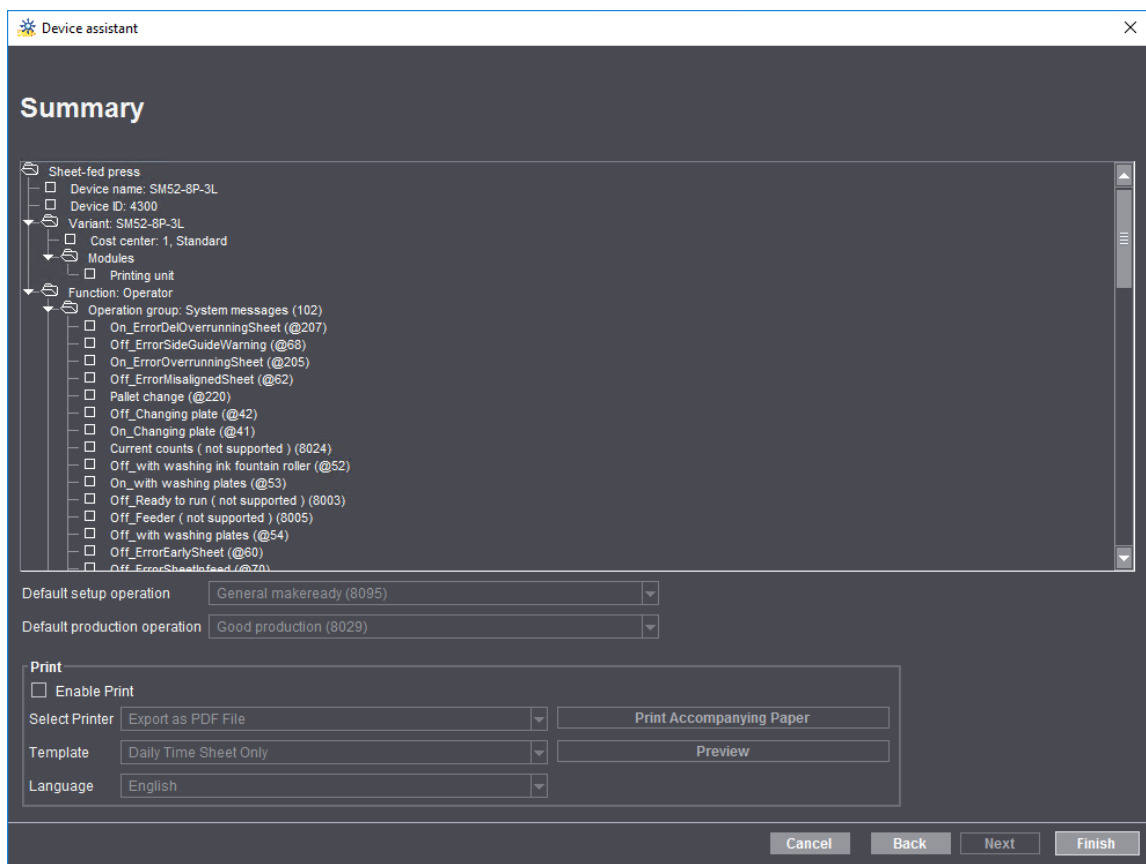 Device assistant
Summary
Sheet-fed press
Device name: SM52-8P-3L
Device ID: 4300
Variant: SM52-8P-3L
Cost center: 1, Standard
Modules
Printing unit
Function: Operator
Operation group: System messages (102)
On_ErrorDelOverrunningSheet (@207)
Off_ErrorSideGuideWarning (@68)
On_ErrorOverrunningSheet (@205)
Off_ErrorMisalignedSheet (@62)
Pallet change (@220)
Off_Changing plate (@42)
On_Changing plate (@41)
Current counts ( not supported ) (8024)
Off_with washing ink fountain roller (@52)
On_with washing plates (@53)
Off_Ready to run ( not supported ) (8003)
Off_Feeder ( not supported ) (8005)
Off_with washing plates (@54)
Off_ErrorEarlySheet (@60)
Off_ErrorSheetInfeed (@70)
Default setup operation General makeready (8095)
Default production operation Good production (8029)
Print
Enable Print
Select Printer Export as PDF File Print Accompanying Paper
Template Daily Time Sheet Only Preview
Language English
Cancel Back Next Finish